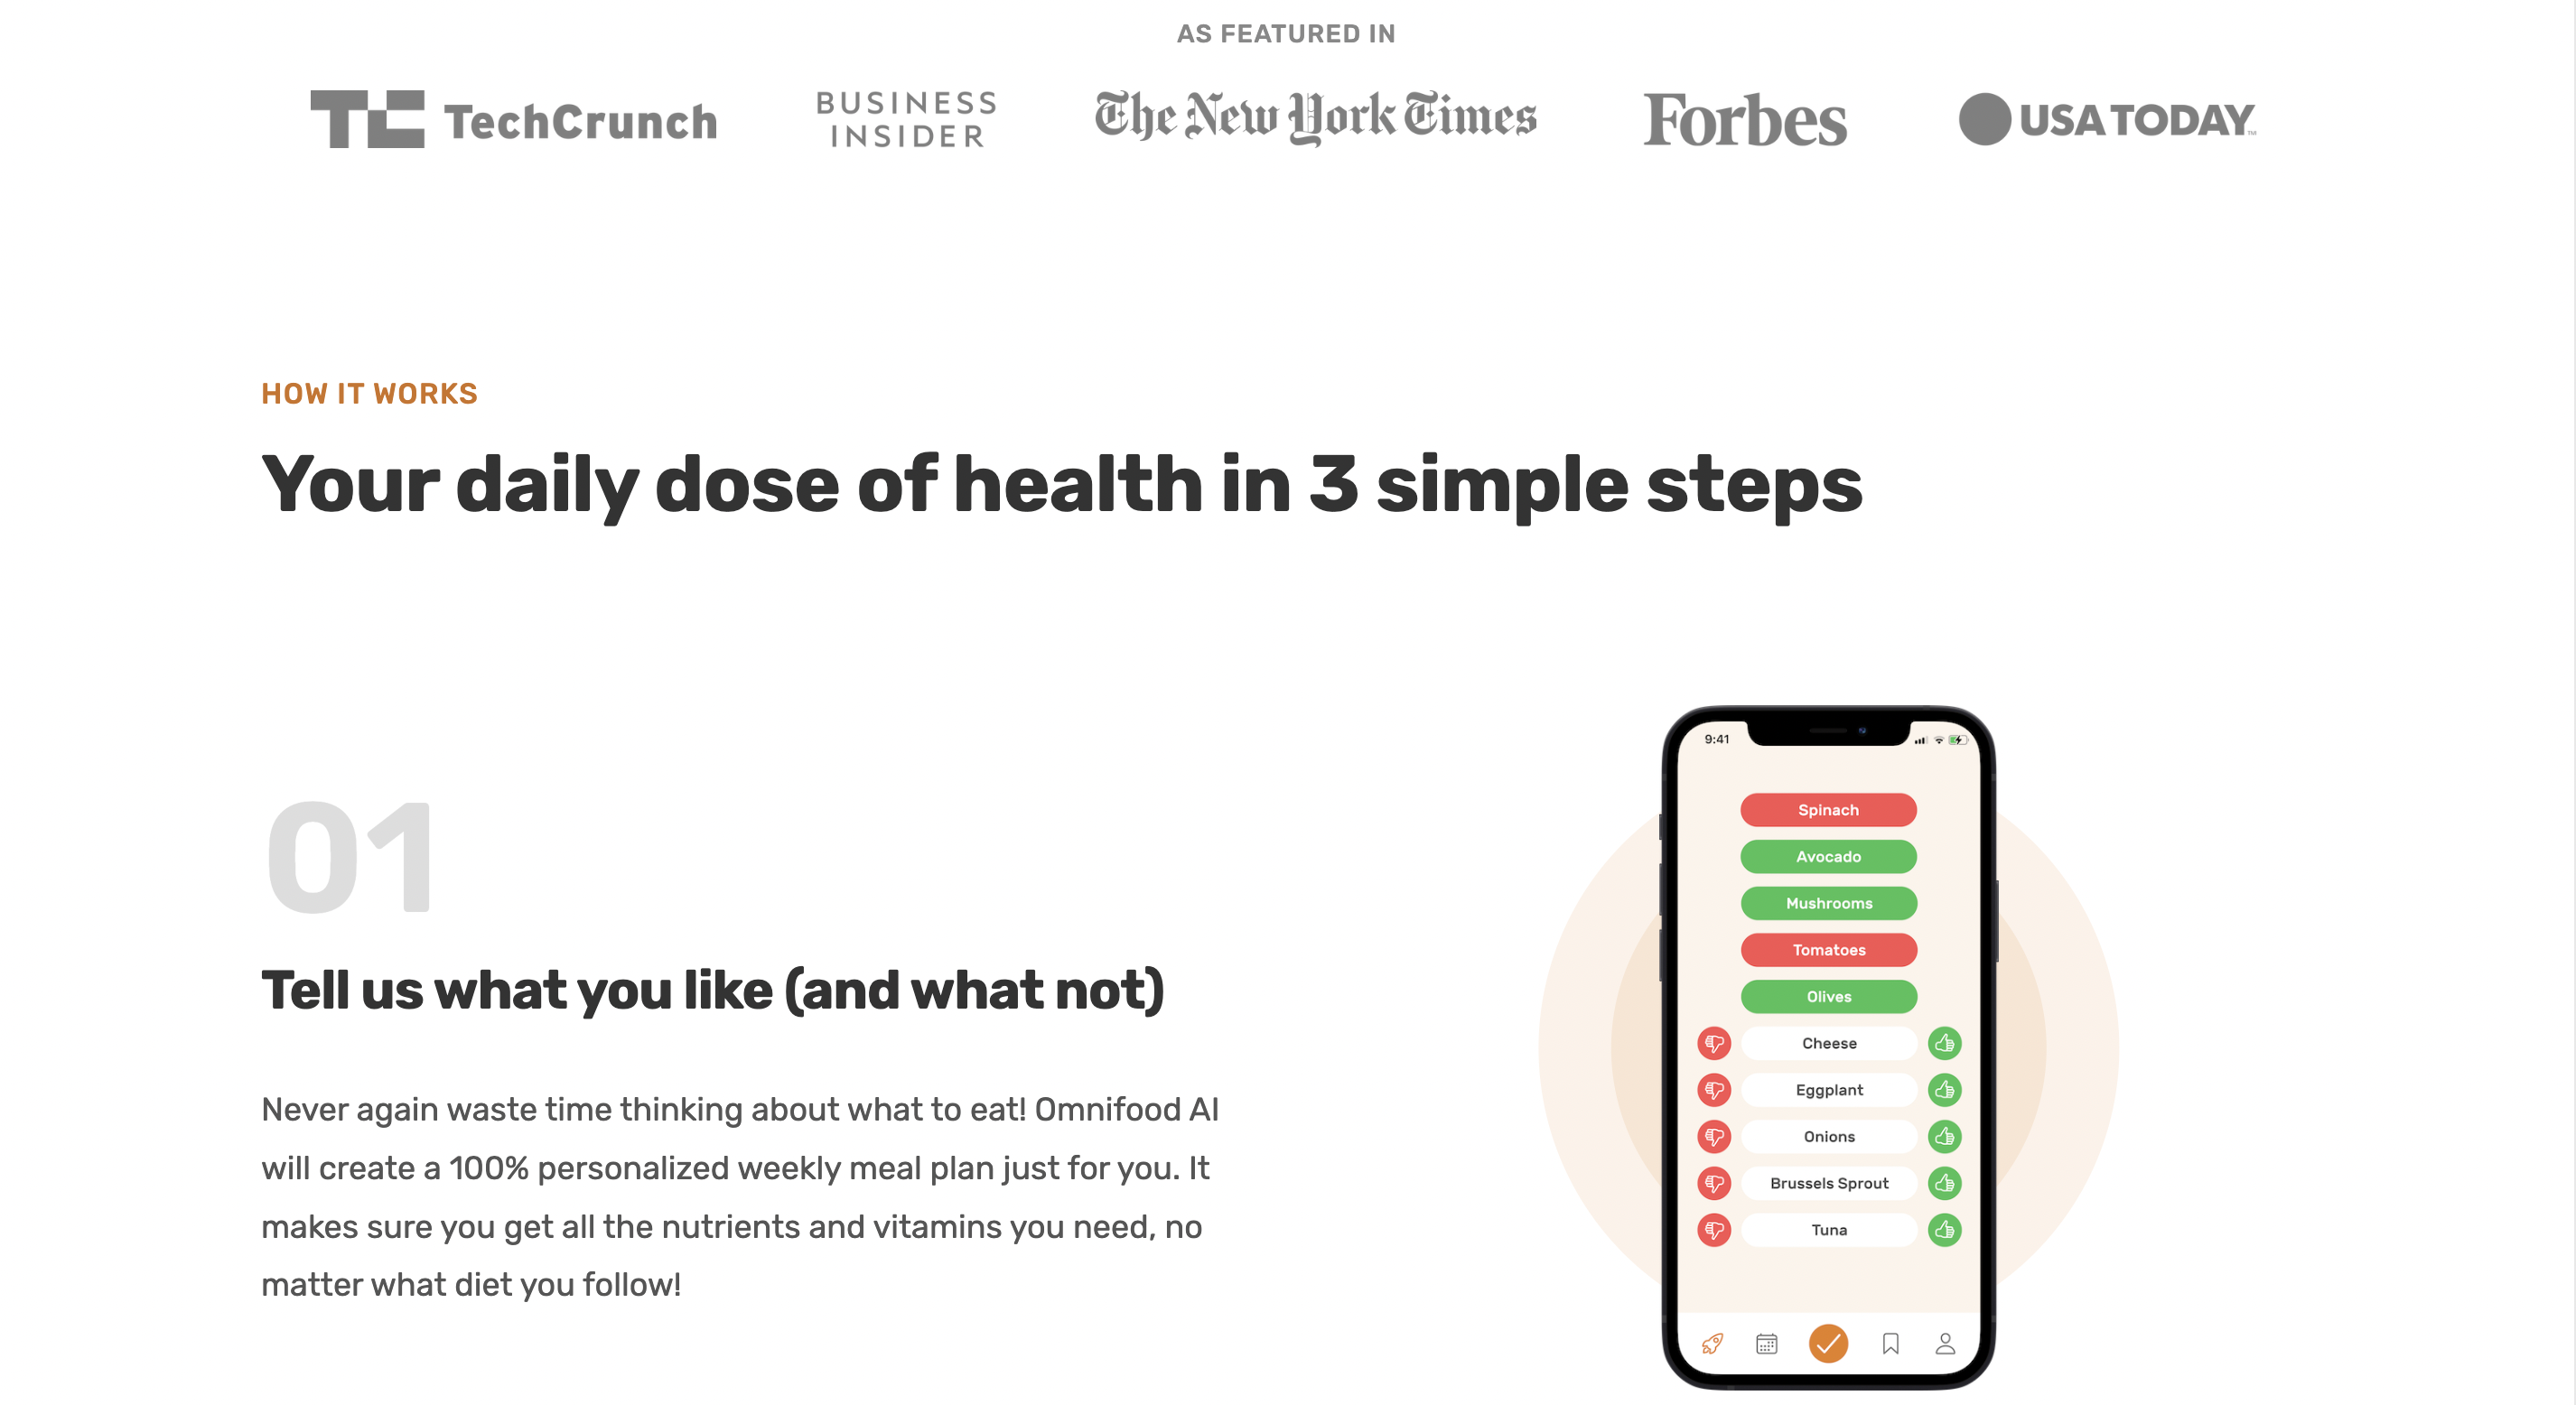 AS FEATURED IN
TC TechCrunch
BUSINESS
INSIDER
The New York Times
Forbes
USA TODAY™
HOW IT WORKS
Your daily dose of health in 3 simple steps
01
Tell us what you like (and what not)
Never again waste time thinking about what to eat! Omnifood AI
will create a 100% personalized weekly meal plan just for you. It
makes sure you get all the nutrients and vitamins you need, no
matter what diet you follow!
9:41
Spinach
Avocado
Mushrooms
Tomatoes
Olives
Cheese
Eggplant
Onions
Brussels Sprout
Tuna